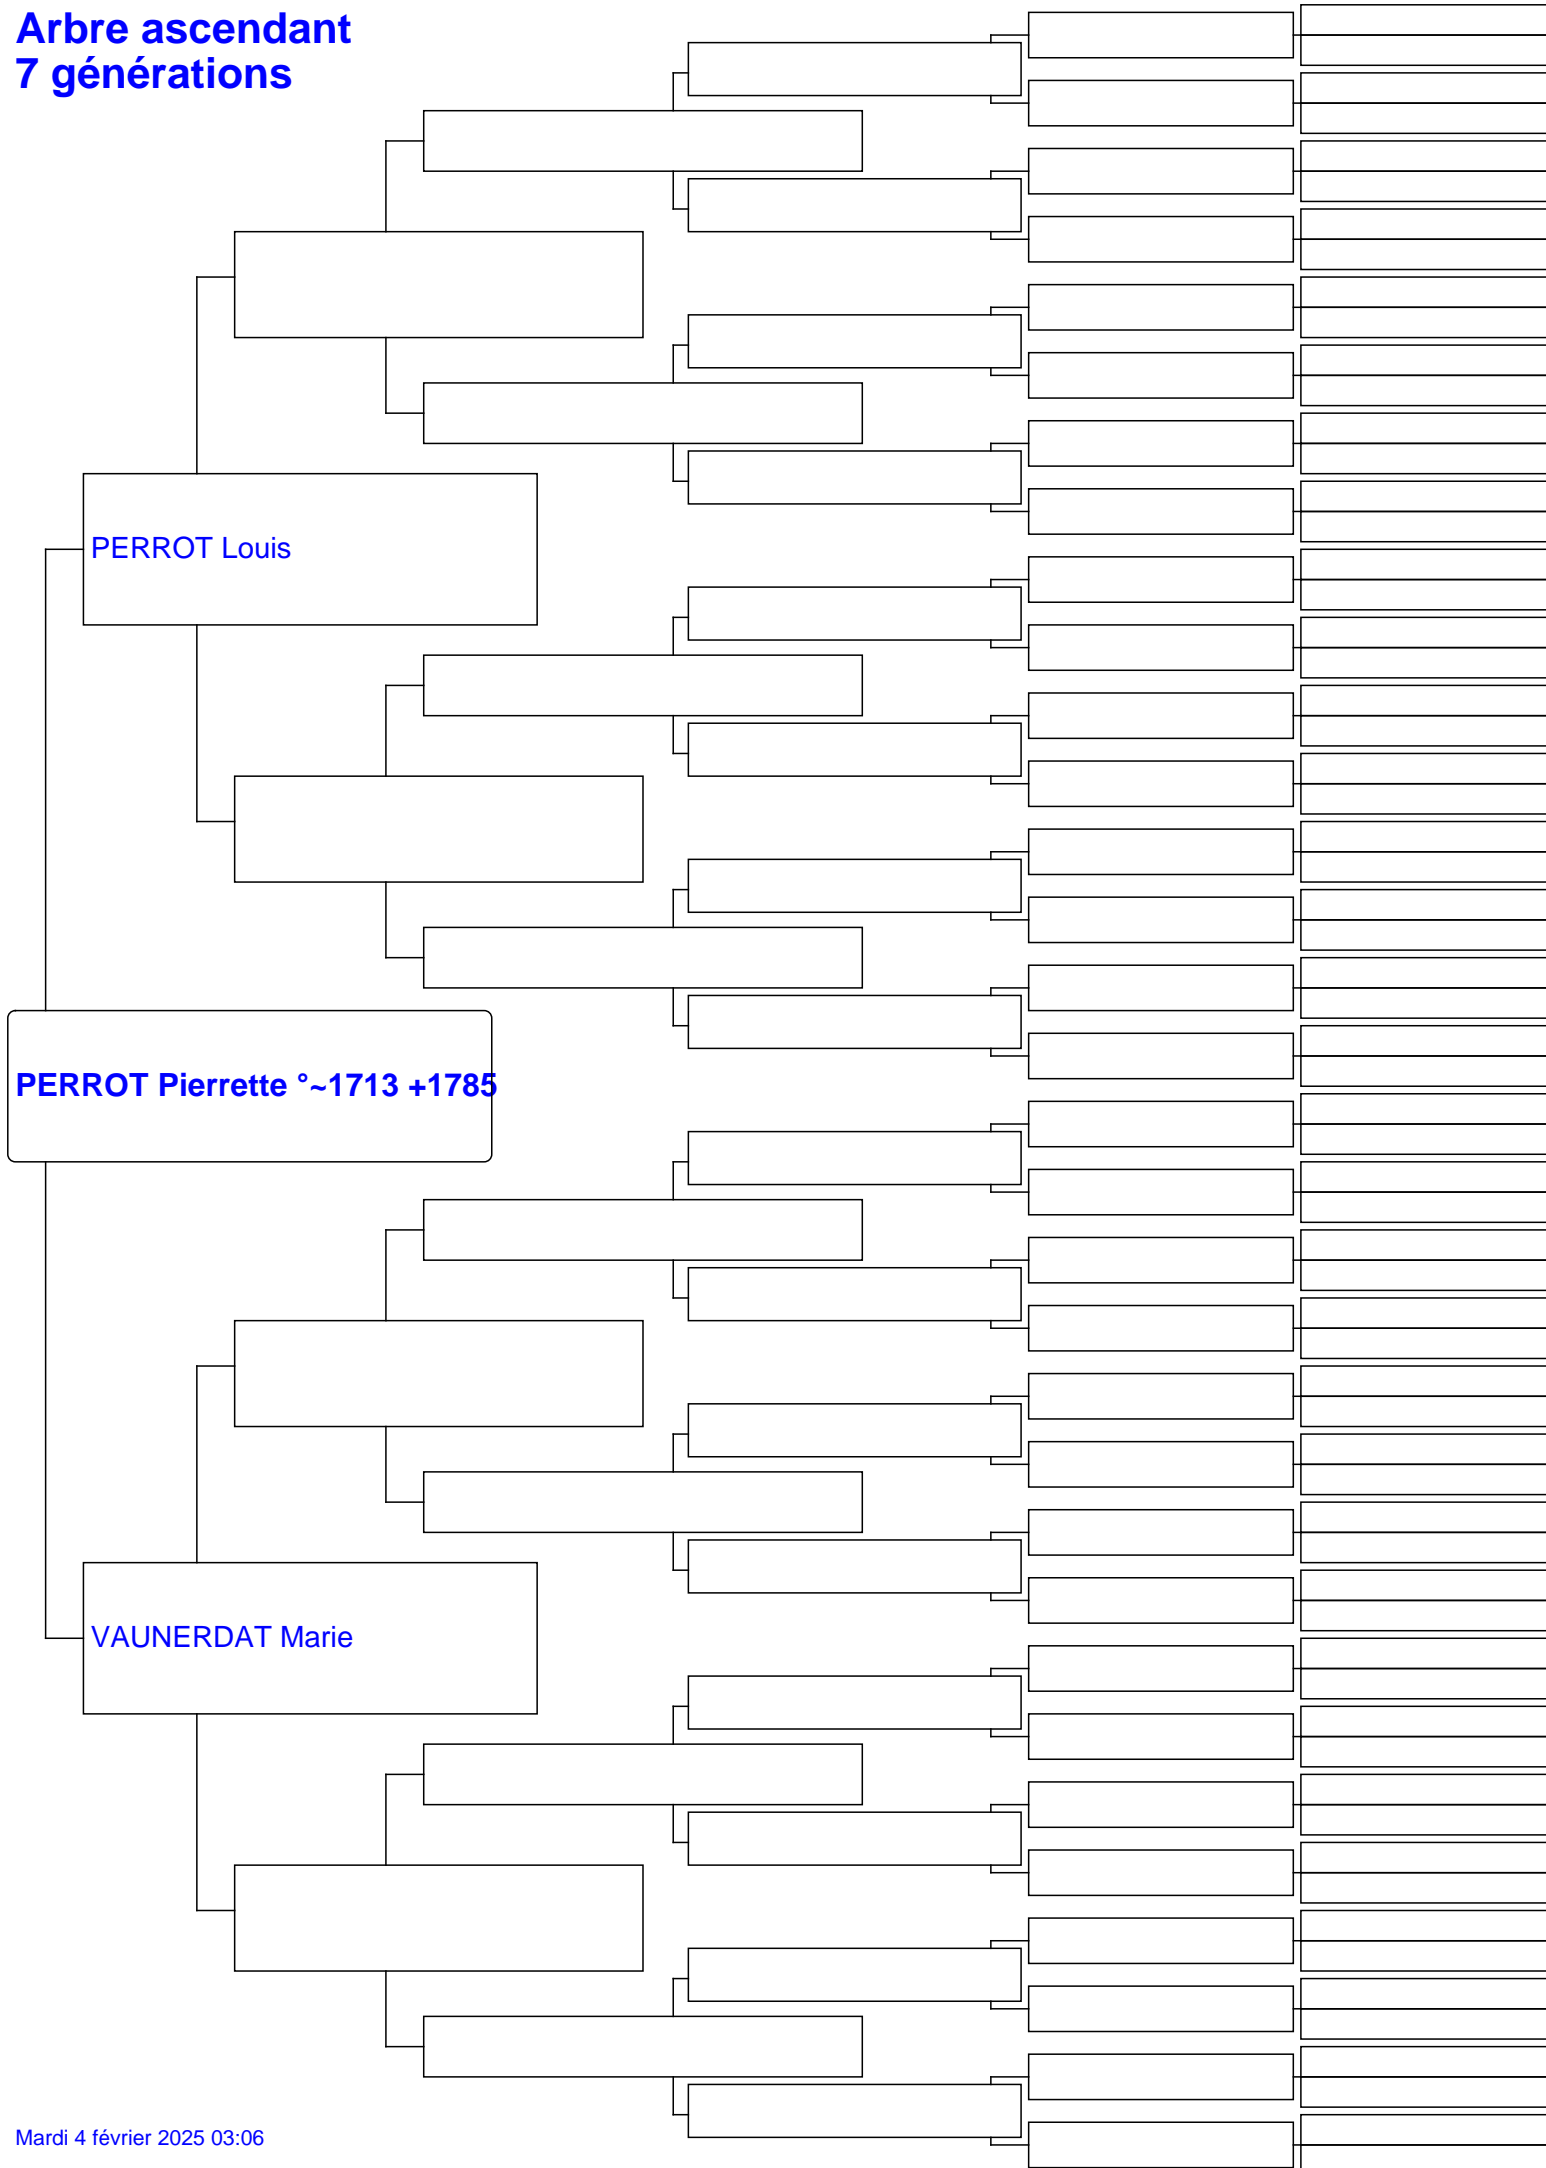 Arbre ascendant
7 générations
PERROT Louis
PERROT Pierrette °~1713 +1785
VAUNERDAT Marie
Mardi 4 février 2025 03:06